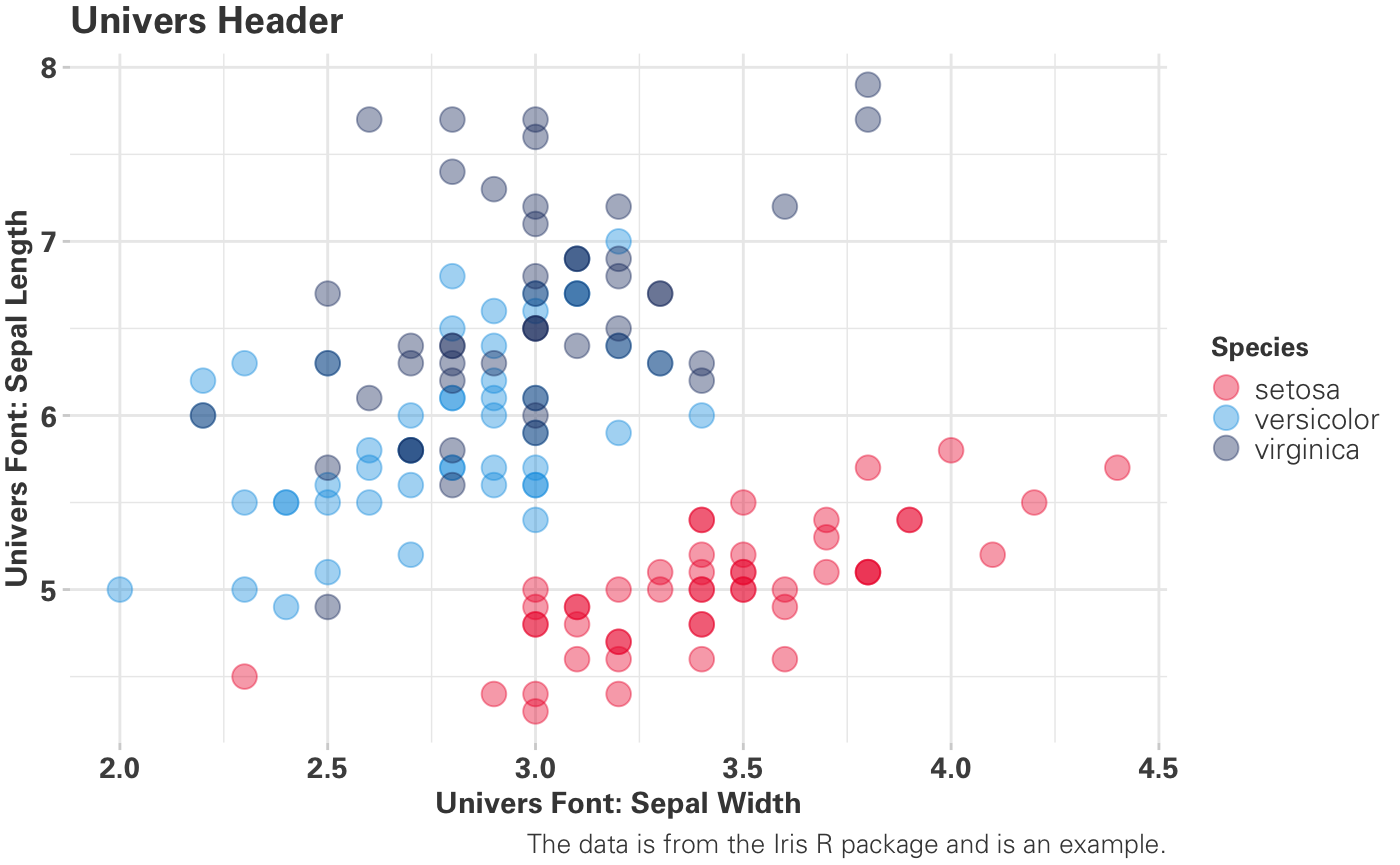 Univers Header
8
7
6
5
Univers Font: Sepal Length
2.0 2.5 3.0 3.5 4.0 4.5
Univers Font: Sepal Width
Species
setosa
versicolor
virginica
The data is from the Iris R package and is an example.